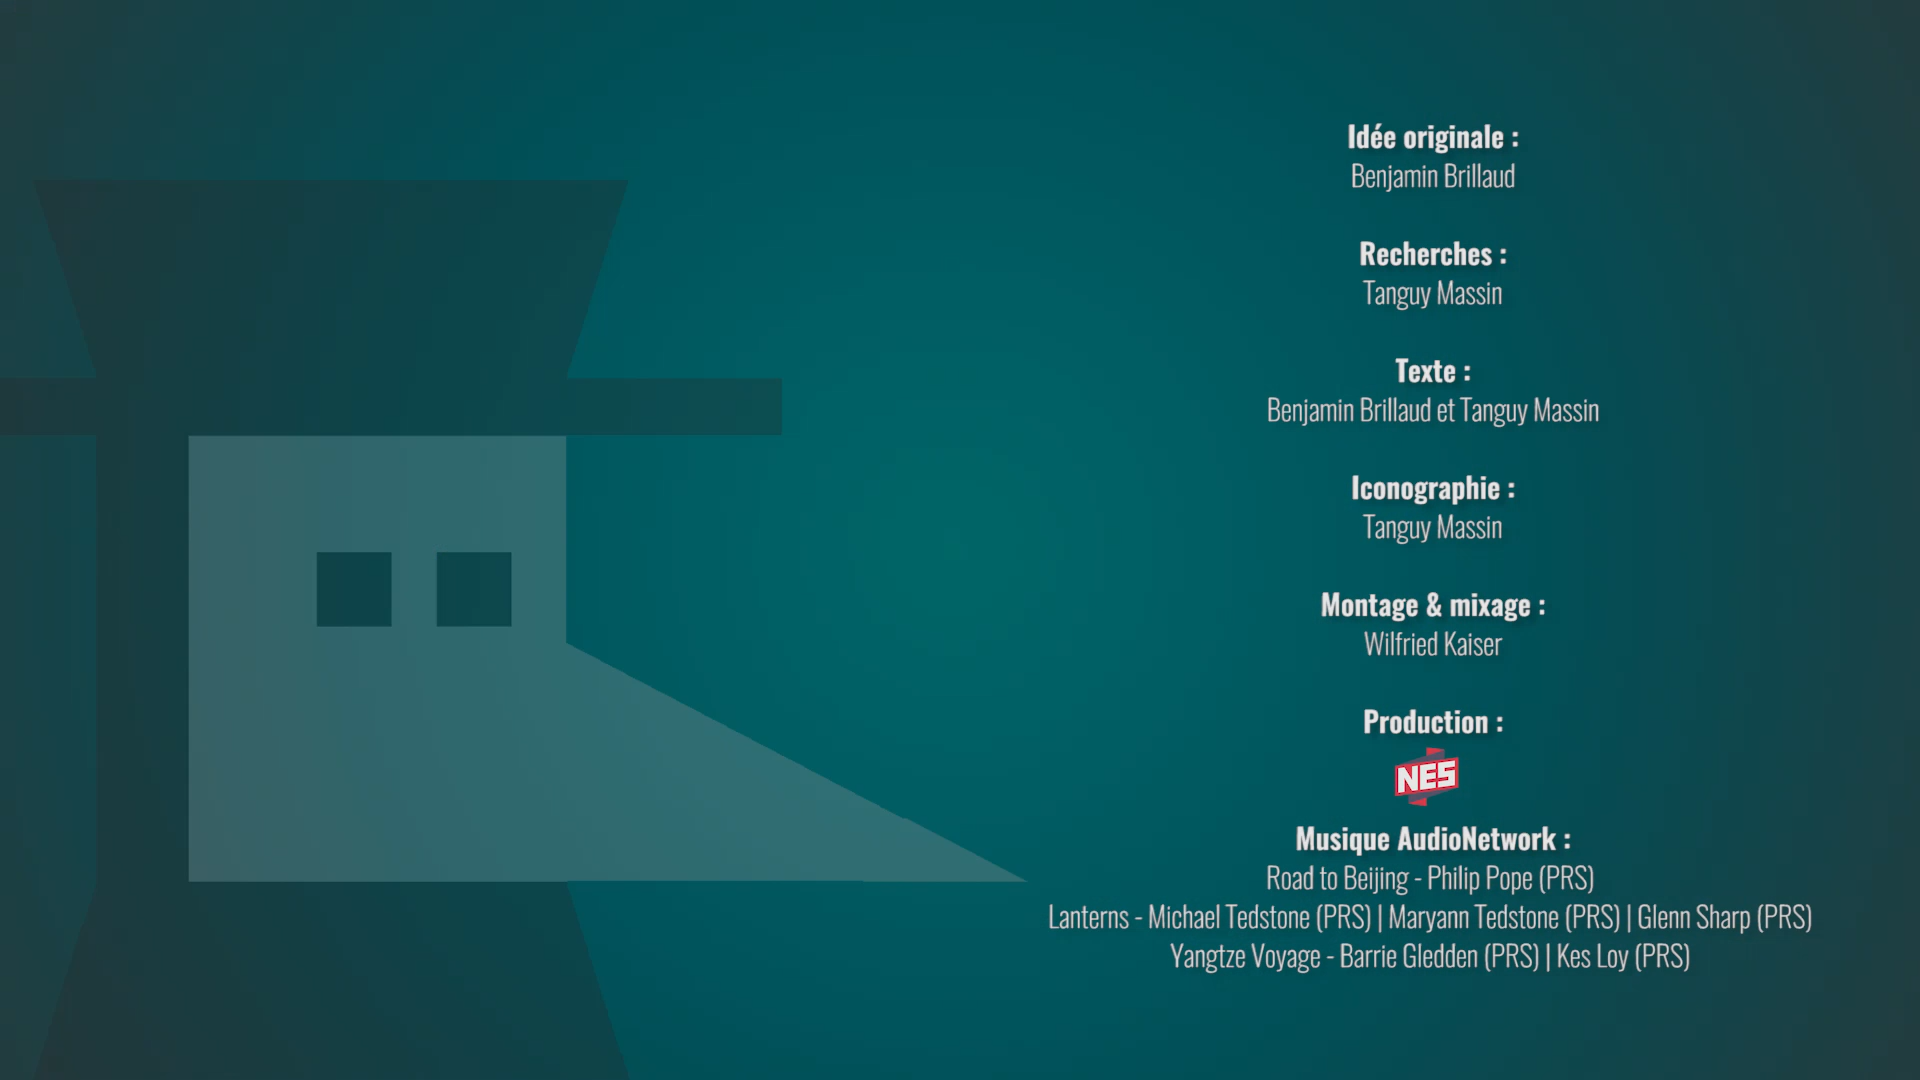 Idée originale :
Benjamin Brillaud
Recherches :
Tanguy Massin
Texte :
Benjamin Brillaud et Tanguy Massin
Iconographie :
Tanguy Massin
Montage & mixage :
Wilfried Kaiser
Production :
NES
Musique AudioNetwork :
Road to Beijing - Philip Pope (PRS)
Lanterns - Michael Tedstone (PRS) | Maryann Tedstone (PRS) | Glenn Sharp (PRS)
Yangtze Voyage - Barrie Gledden (PRS) | Kes Loy (PRS)